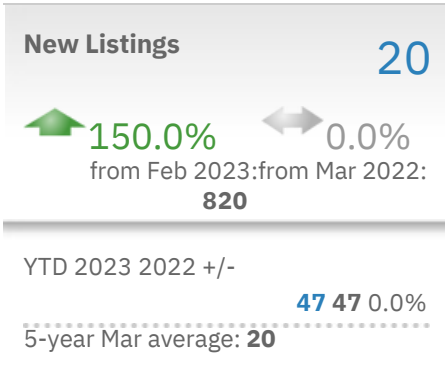 New Listings
20
150.0% 0.0%
from Feb 2023:from Mar 2022:
820
YTD 2023 2022 +/-
47 47 0.0%
5-year Mar average: 20